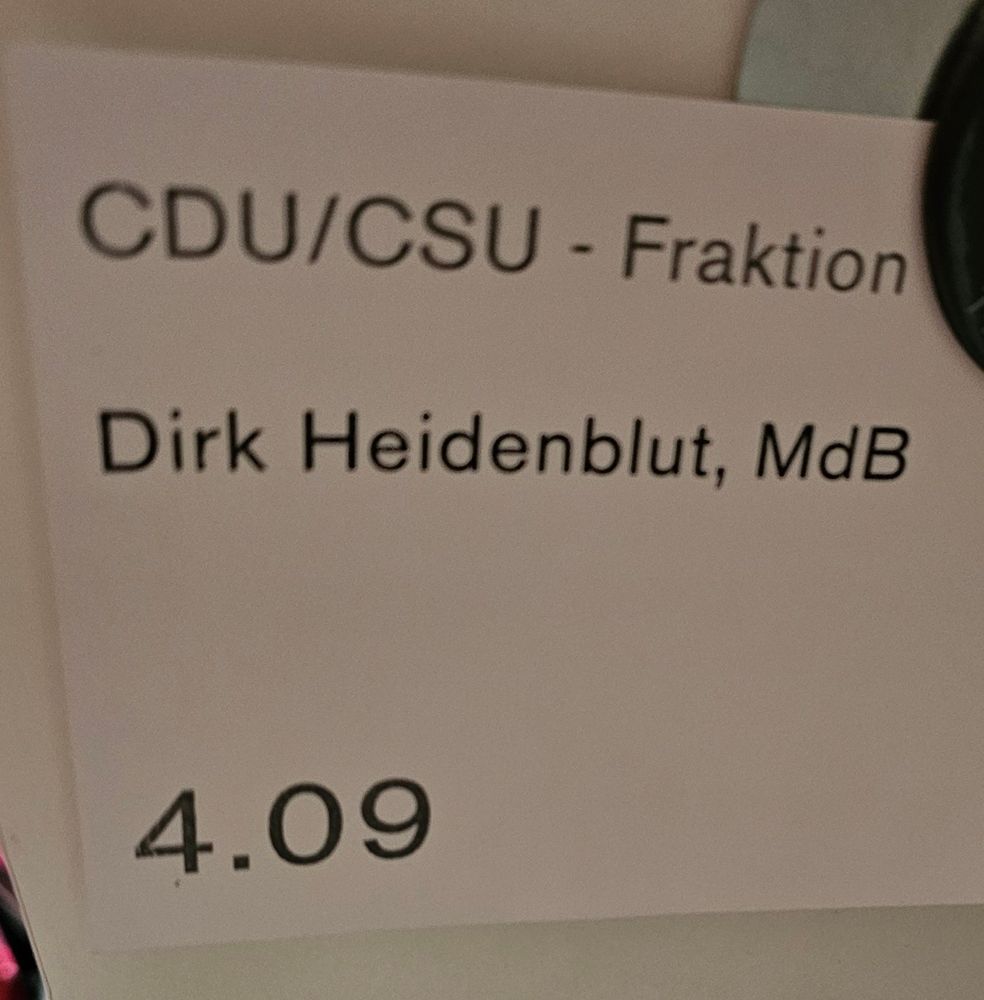 CDU/CSU - Fraktion
Dirk Heidenblut, MdB
4.09